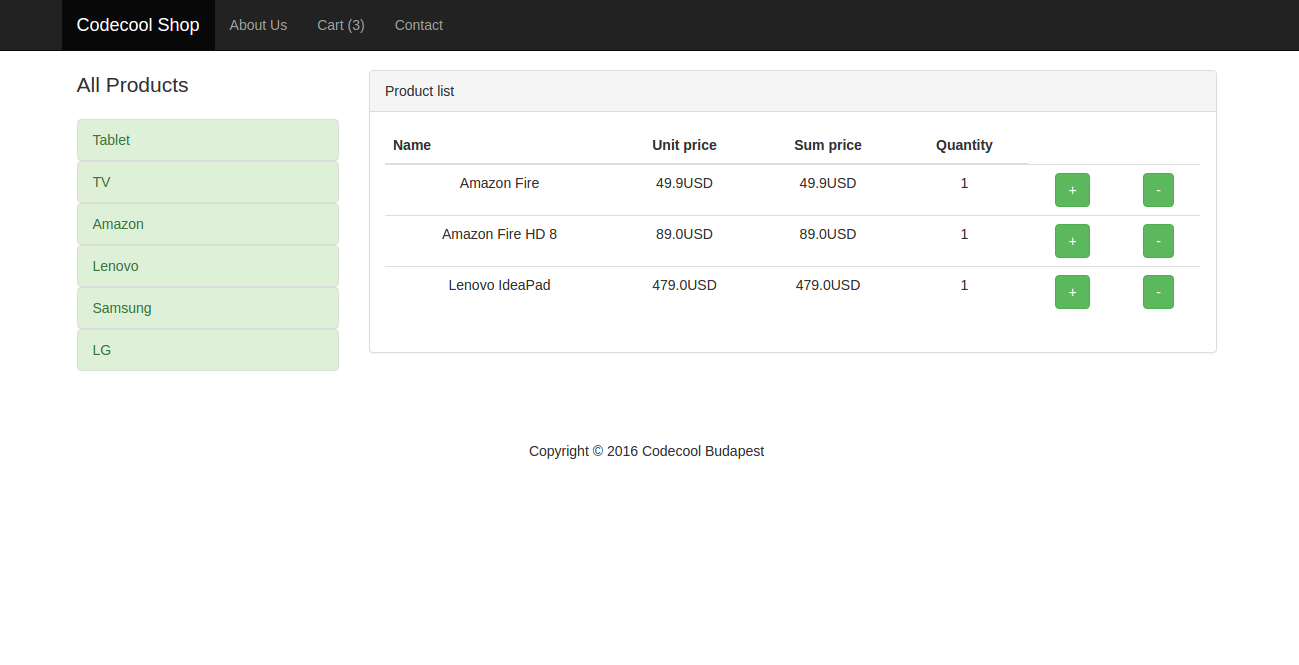 Codecool Shop About Us Cart (3) Contact
All Products
Tablet
TV
Amazon
Lenovo
Samsung
LG
Product list
Name Unit price Sum price Quantity
Amazon Fire 49.9USD 49.9USD 1 + -
Amazon Fire HD 8 89.0USD 89.0USD 1 + -
Lenovo IdeaPad 479.0USD 479.0USD 1 + -
Copyright © 2016 Codecool Budapest